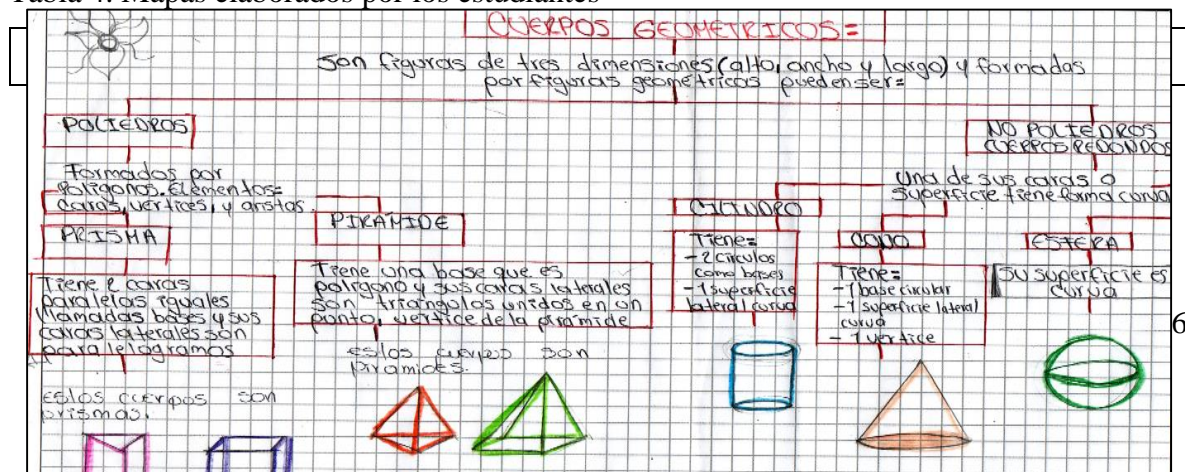 Tabla 4. Mapas elaborados por los estudiantes
CUERPOS GEOMETRICOS=
Son figuras de tres dimensiones (alto, ancho y largo) y formadas
por figuras geométricas pueden ser=
POLIEDROS
Formados por
Poligonos. Elementos=
caras, vertices, y aristas
PRISMA
Tiene 2 caras
paralelas iguales
llamadas bases y sus
caras laterales son
paralelogramos
estos cuerpos son
prismas.
PIRAMIDE
Tiene una base que es
poligono y sus caras laterales
son triangulos unidos en un
punto, vertice de la piramide
estos cuerpos son
piramides.
NO POLIEDROS
CUERPOS REDONDOS
Una de sus caras o
superficie tiene forma curva
CILINDRO
Tiene=
- 2 circulos
como bases
- 1 superficie
lateral curva
CONO
Tiene=
- 1 base circular
- 1 superficie lateral
curva
- 1 vertice
ESFERA
Su superficie es
curva
6